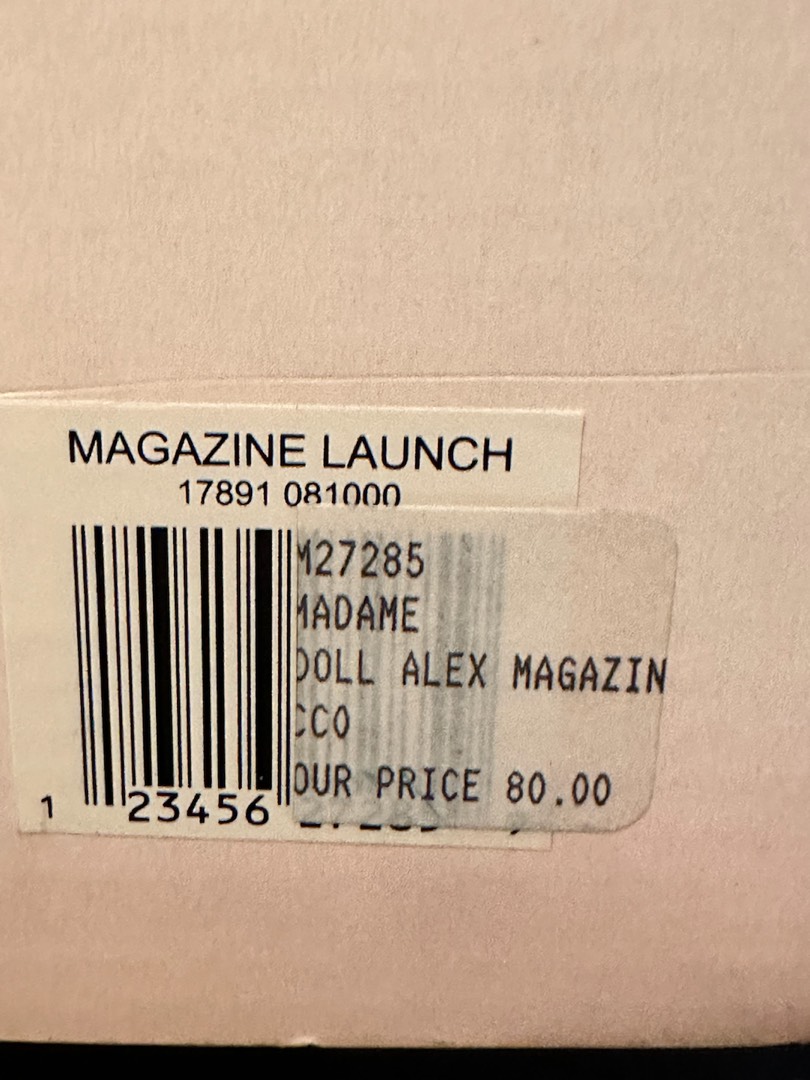 MAGAZINE LAUNCH
17891 081000
M27285
MADAME
DOLL ALEX MAGAZIN
CCO
OUR PRICE 80.00
1 23456